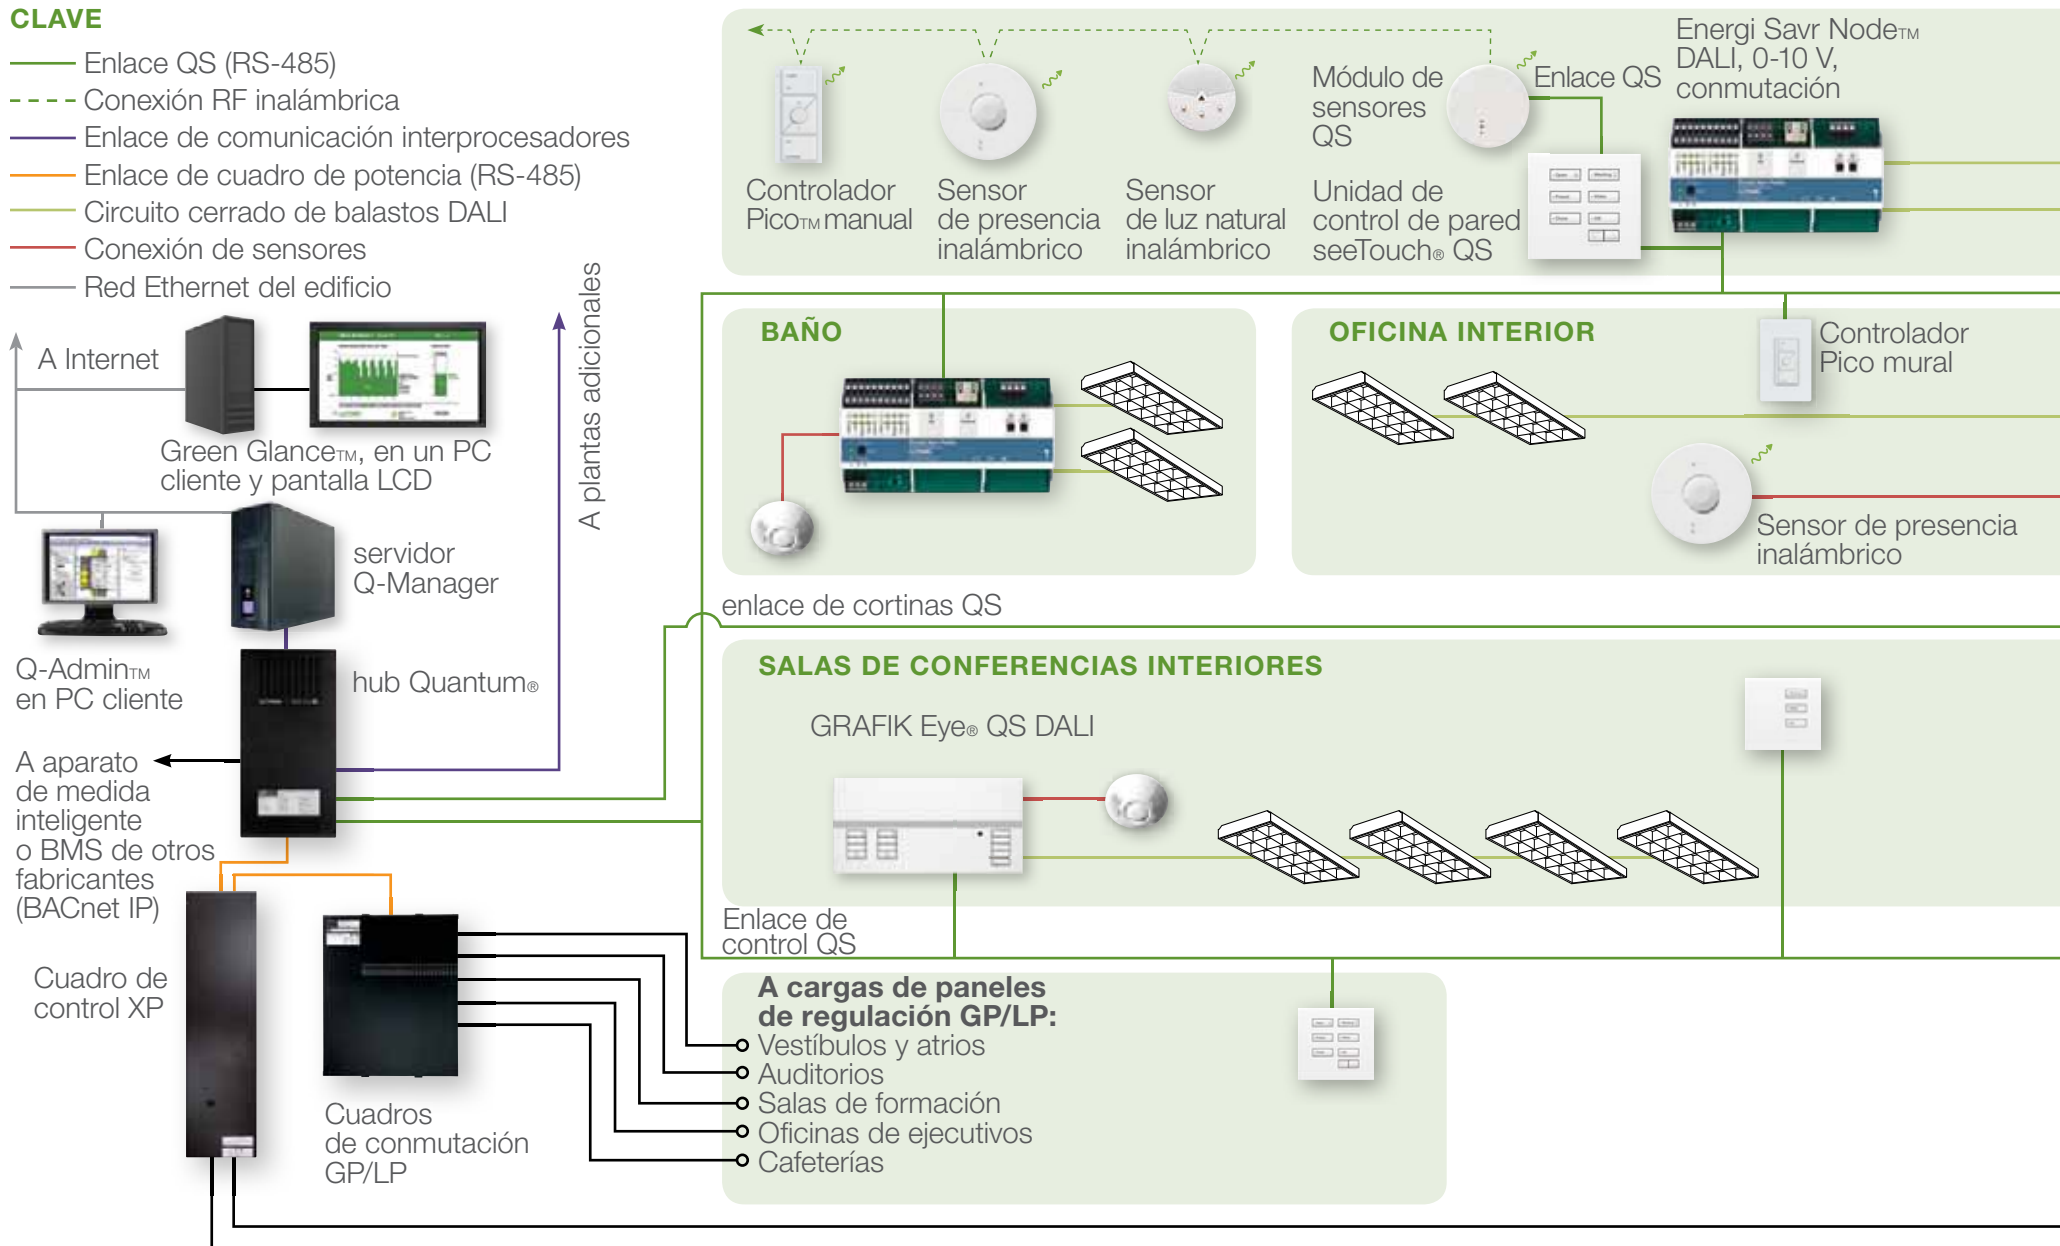 CLAVE
Enlace QS (RS-485)
Conexión RF inalámbrica
Enlace de comunicación interprocesadores
Enlace de cuadro de potencia (RS-485)
Circuito cerrado de balastos DALI
Conexión de sensores
Red Ethernet del edificio
A Internet
Green Glance™, en un PC
cliente y pantalla LCD
A plantas adicionales
servidor
Q-Manager
Q-Admin™
en PC cliente
hub Quantum®
A aparato
de medida
inteligente
o BMS de otros
fabricantes
(BACnet IP)
Cuadro de
control XP
Cuadros
de conmutación
GP/LP
Controlador
Pico™ manual
Sensor
de presencia
inalámbrico
Sensor
de luz natural
inalámbrico
Módulo de
sensores
QS
Enlace QS
Unidad de
control de pared
seeTouch® QS
Energi Savr Node™
DALI, 0-10 V,
conmutación
BAÑO
OFICINA INTERIOR
Controlador
Pico mural
Sensor de presencia
inalámbrico
enlace de cortinas QS
SALAS DE CONFERENCIAS INTERIORES
GRAFIK Eye® QS DALI
Enlace de
control QS
A cargas de paneles
de regulación GP/LP:
Vestíbulos y atrios
Auditorios
Salas de formación
Oficinas de ejecutivos
Cafeterías